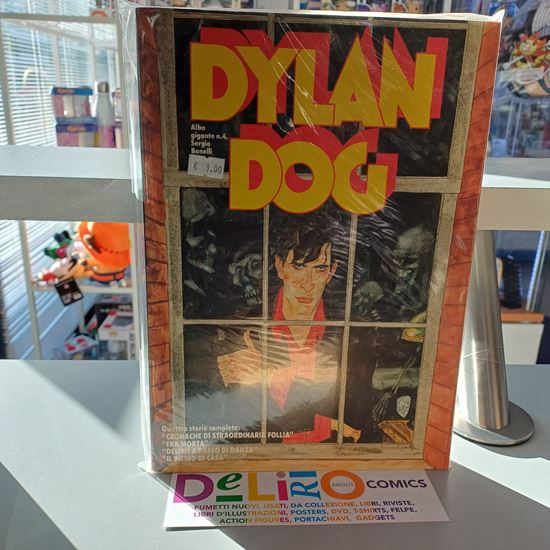 DYLAN
DOG
Albo
gigante n.4.
Sergio
Bonelli
€ 9.00
Quattro storie complete:
"CRONACHE DI STRAORDINARIA FOLLIA"
"ERA MORTA"
"DELITTI A PASSO DI DANZA"
"IL VICINO DI CASA"
DeLiRiO ABOUT COMICS
FUMETTI NUOVI, USATI, DA COLLEZIONE, LIBRI, RIVISTE,
LIBRI D'ILLUSTRAZIONI, POSTERS, DVD, T-SHIRTS, FELPE,
ACTION FIGURES, PORTACHIAVI, GADGETS